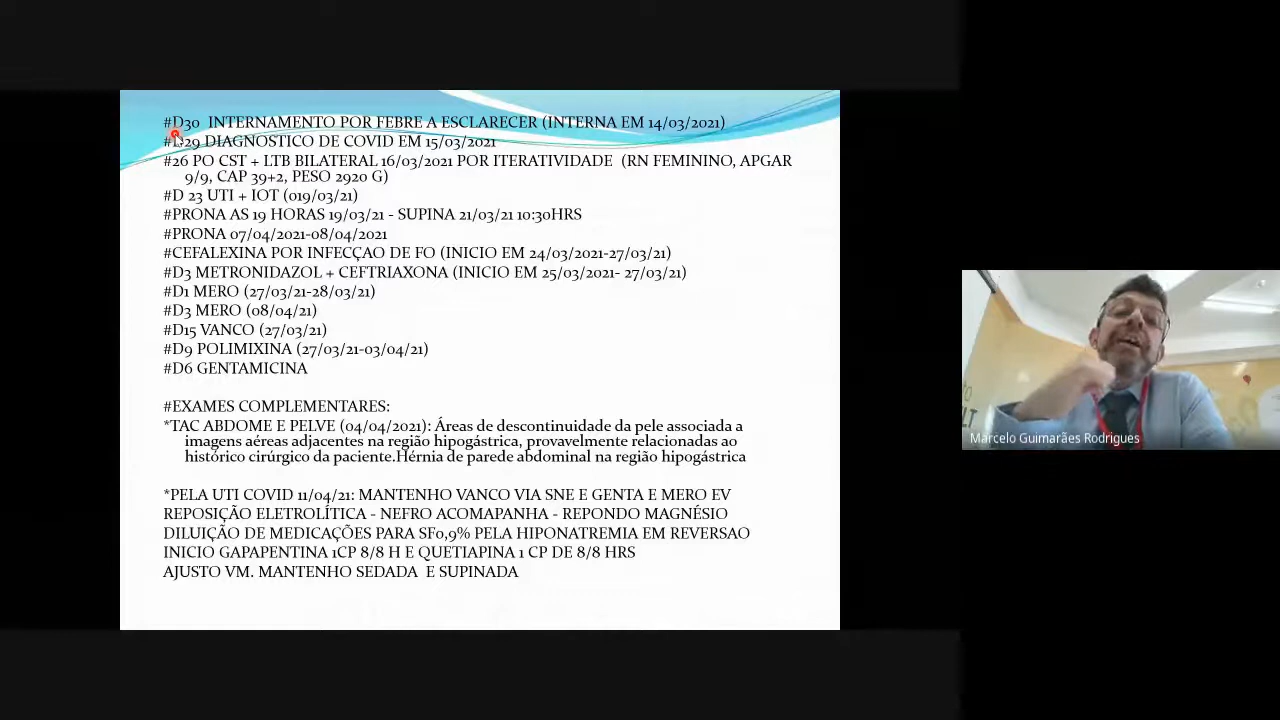 #D30 INTERNAMENTO POR FEBRE A ESCLARECER (INTERNA EM 14/03/2021)
#D29 DIAGNOSTICO DE COVID EM 15/03/2021
#26 PO CST + LTB BILATERAL 16/03/2021 POR ITERATIVIDADE (RN FEMININO, APGAR
9/9, CAP 39+2, PESO 2920 G)
#D 23 UTI + IOT (019/03/21)
#PRONA AS 19 HORAS 19/03/21 - SUPINA 21/03/21 10:30HRS
#PRONA 07/04/2021-08/04/2021
#CEFALEXINA POR INFECÇAO DE FO (INICIO EM 24/03/2021-27/03/21)
#D3 METRONIDAZOL + CEFTRIAXONA (INICIO EM 25/03/2021- 27/03/21)
#D1 MERO (27/03/21-28/03/21)
#D3 MERO (08/04/21)
#D15 VANCO (27/03/21)
#D9 POLIMIXINA (27/03/21-03/04/21)
#D6 GENTAMICINA
#EXAMES COMPLEMENTARES:
*TAC ABDOME E PELVE (04/04/2021): Áreas de descontinuidade da pele associada a
imagens aéreas adjacentes na região hipogástrica, provavelmente relacionadas ao
histórico cirúrgico da paciente.Hérnia de parede abdominal na região hipogástrica
*PELA UTI COVID 11/04/21: MANTENHO VANCO VIA SNE E GENTA E MERO EV
REPOSIÇÃO ELETROLÍTICA - NEFRO ACOMAPANHA - REPONDO MAGNÉSIO
DILUIÇÃO DE MEDICAÇÕES PARA SF0,9% PELA HIPONATREMIA EM REVERSAO
INICIO GAPAPENTINA 1CP 8/8 H E QUETIAPINA 1 CP DE 8/8 HRS
AJUSTO VM. MANTENHO SEDADA E SUPINADA
Marcelo Guimarães Rodrigues